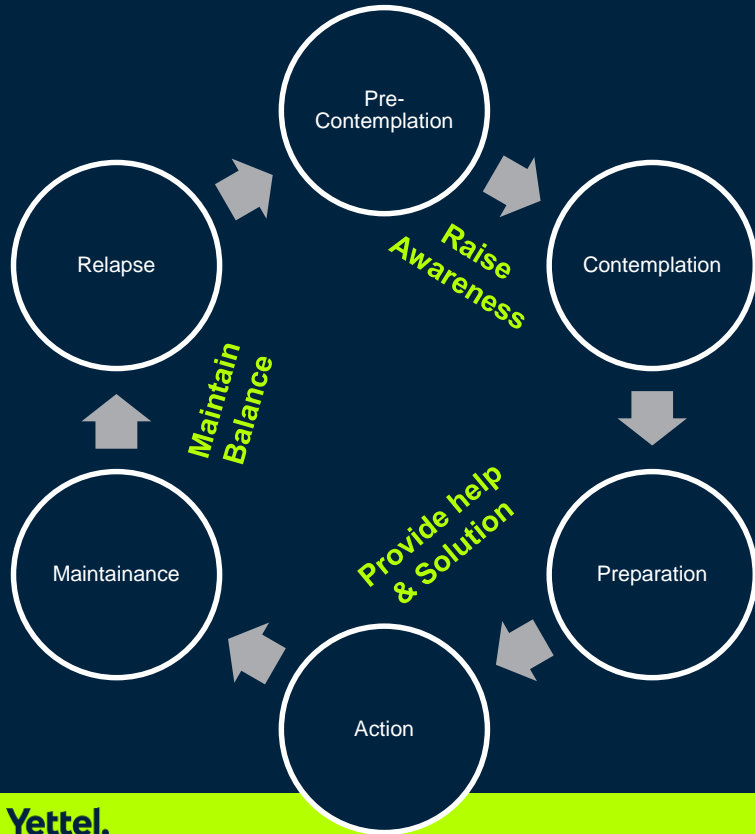 Pre-
Contemplation
Raise
Awareness
Contemplation
Relapse
Maintain
Balance
Provide help
& Solution
Maintainance
Preparation
Action
Yettel.